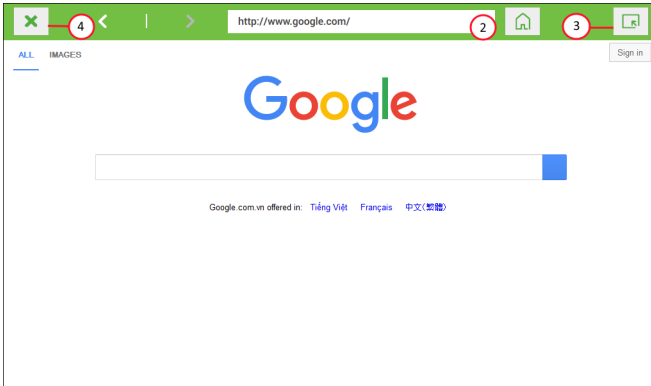 4
http://www.google.com/
2
3
ALL IMAGES
Sign in
Google
Google.com.vn offered in: Tiếng Việt Français 中文(繁體)